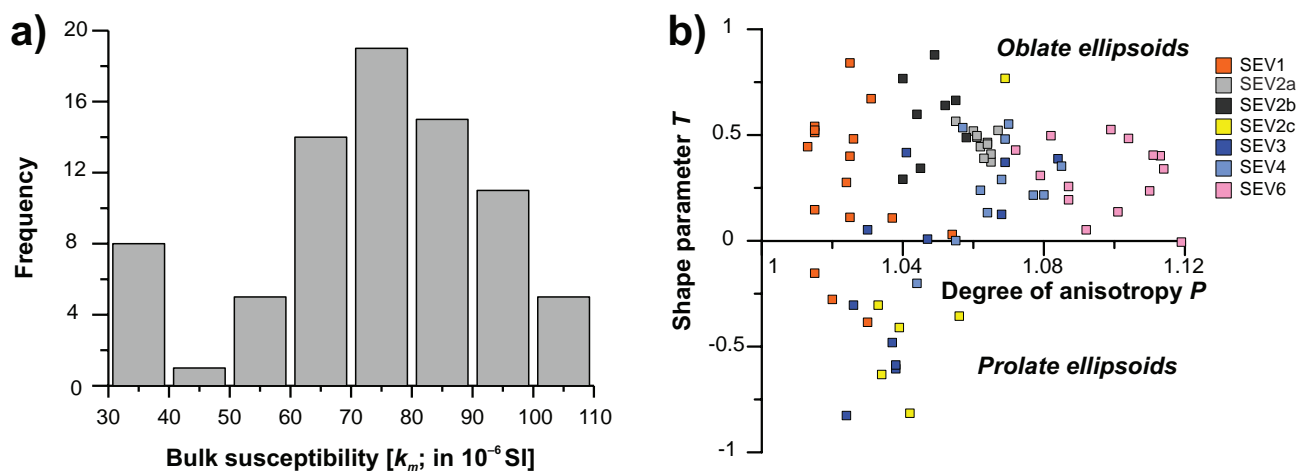 a)
20
16
12
8
4
0
Frequency
30 40 50 60 70 80 90 100 110
Bulk susceptibility [kₘ; in 10⁻⁶ SI]
b)
1
0.5
0
-0.5
-1
Shape parameter T
Oblate ellipsoids
1 1.04 1.08 1.12
Degree of anisotropy P
Prolate ellipsoids
SEV1
SEV2a
SEV2b
SEV2c
SEV3
SEV4
SEV6